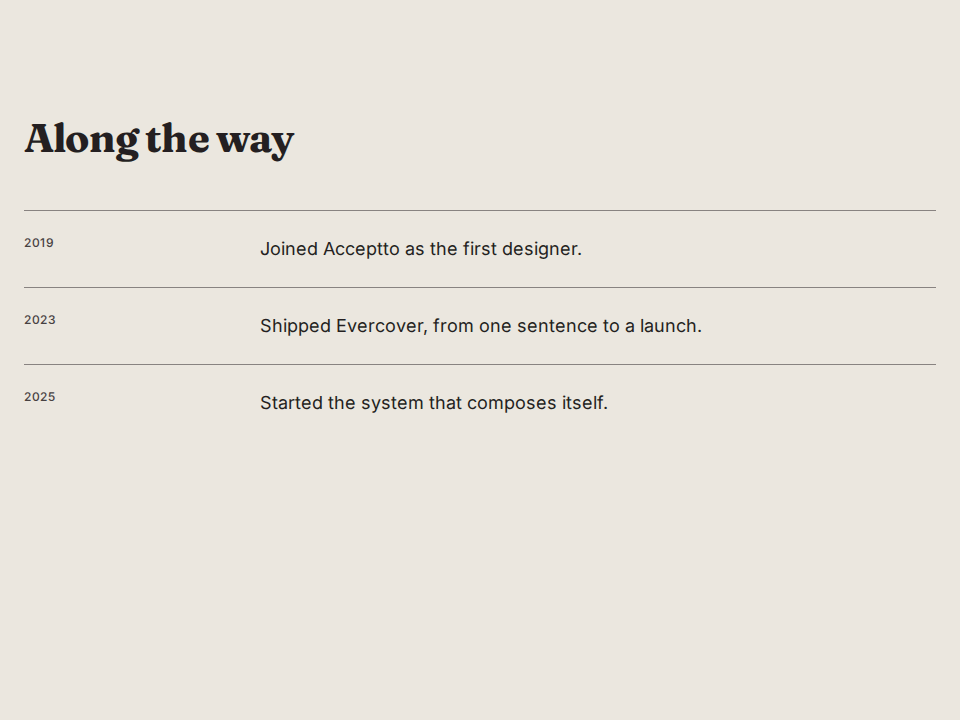 Along the way
2019
Joined Acceptto as the first designer.
2023
Shipped Evercover, from one sentence to a launch.
2025
Started the system that composes itself.